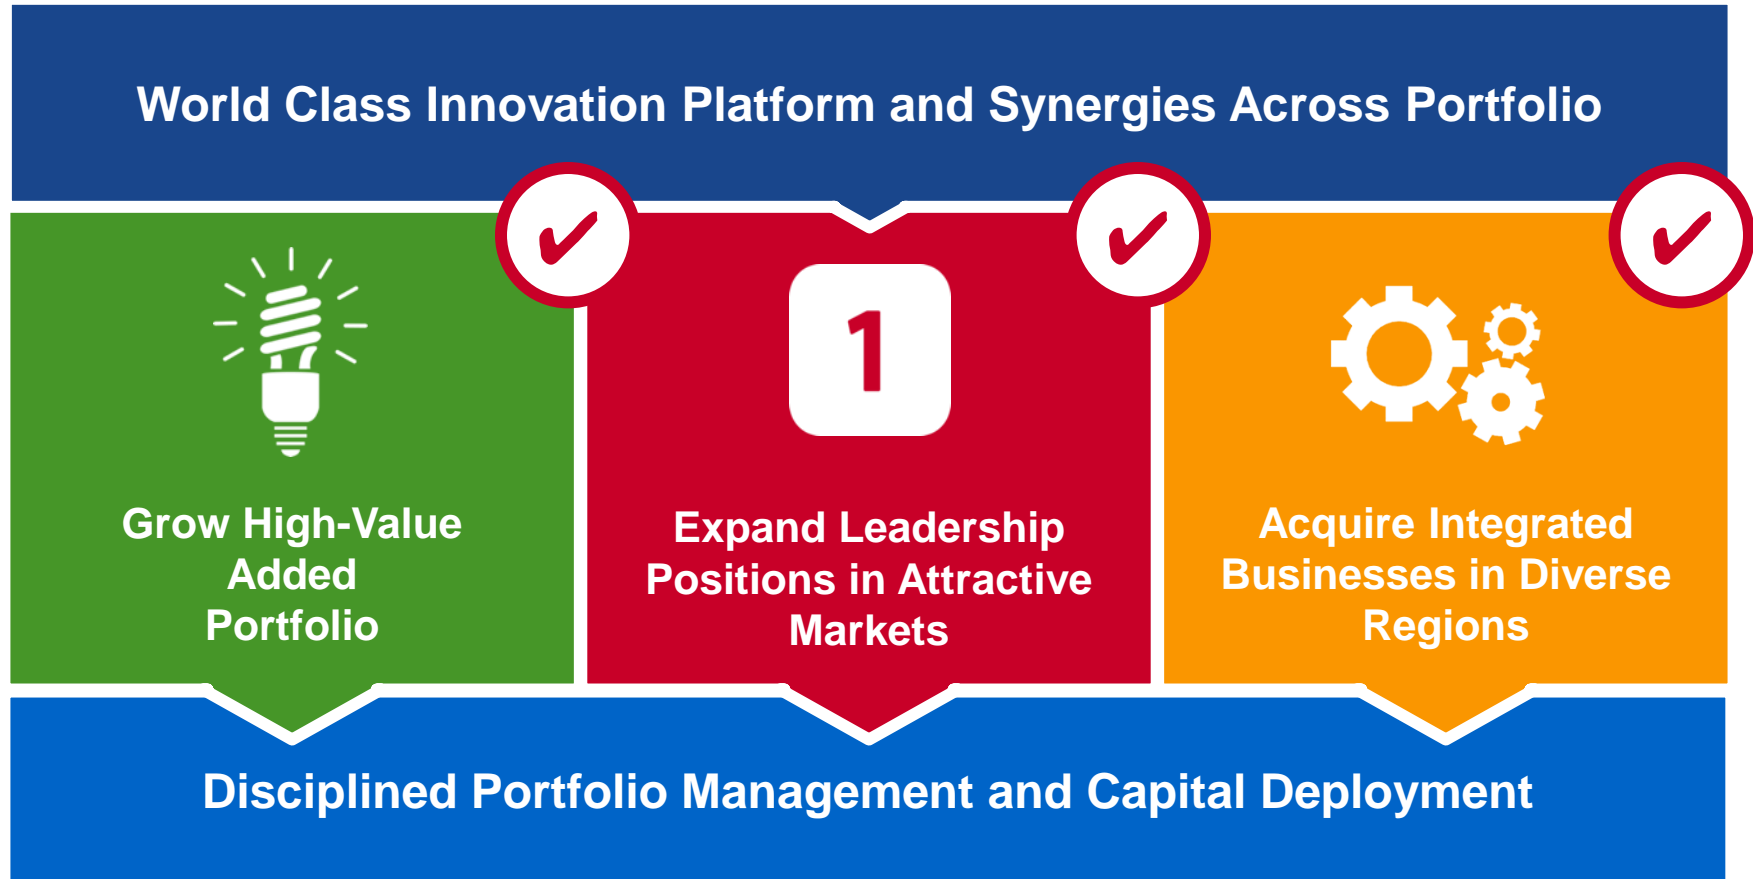 World Class Innovation Platform and Synergies Across Portfolio
1
Grow High-Value
Added
Portfolio
Expand Leadership
Positions in Attractive
Markets
Acquire Integrated
Businesses in Diverse
Regions
Disciplined Portfolio Management and Capital Deployment